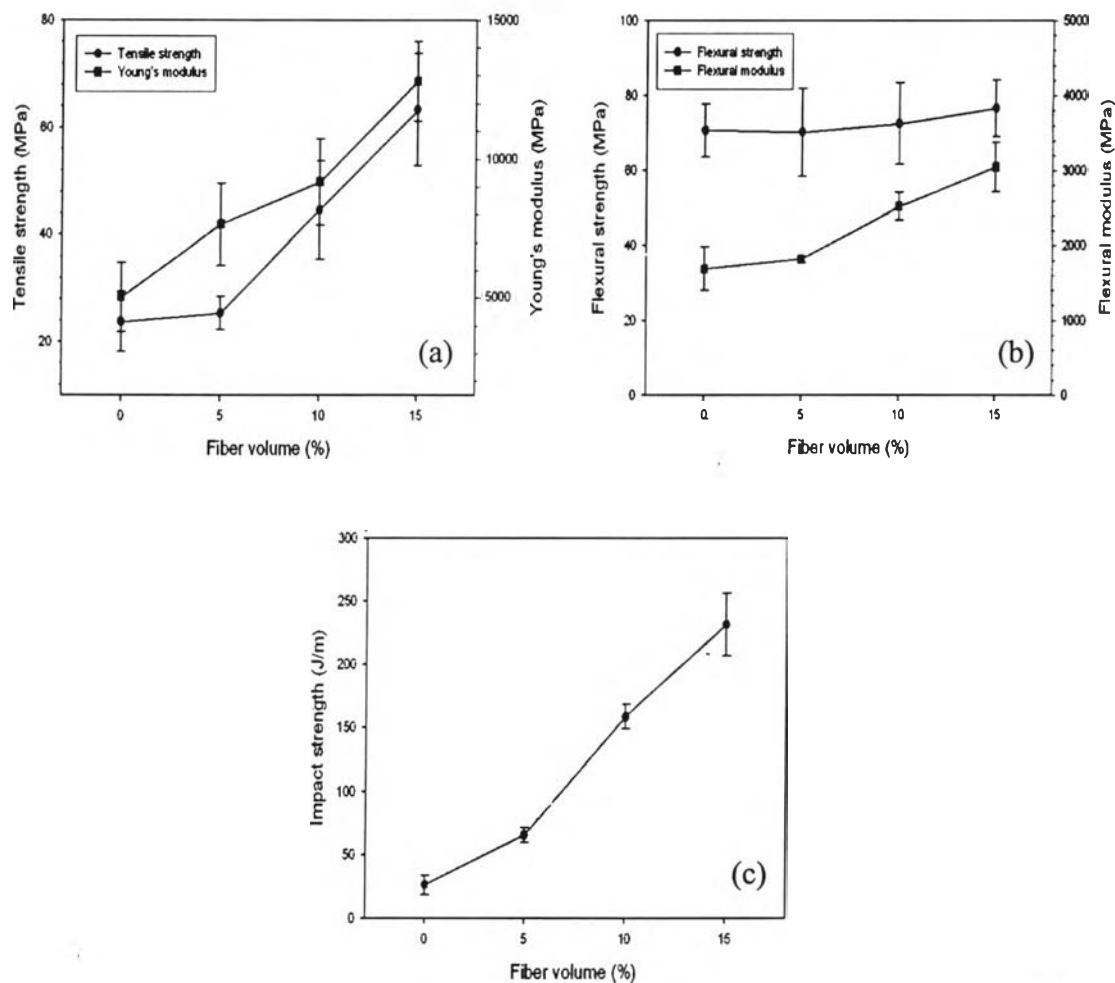 80
60
40
20
Tensile strength (MPa)
Tensile strength
Young's modulus
15000
10000
5000
Young's modulus (MPa)
(a)
0 5 10 15
Fiber volume (%)
100
80
60
40
20
0
Flexural strength (MPa)
Flexural strength
Flexural modulus
5000
4000
3000
2000
1000
0
Flexural modulus (MPa)
(b)
0 5 10 15
Fiber volume (%)
300
250
200
150
100
50
0
Impact strength (J/m)
(c)
0 5 10 15
Fiber volume (%)